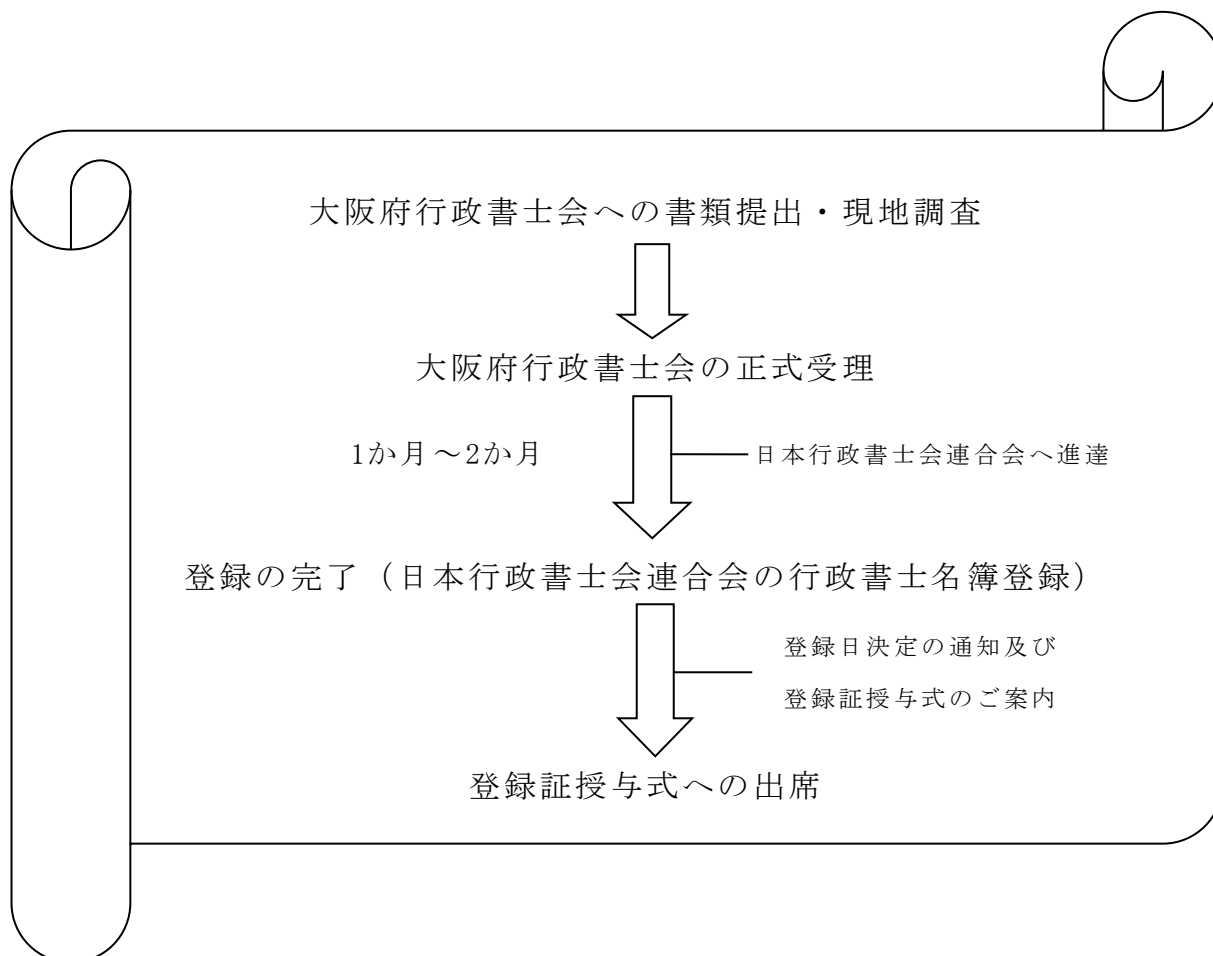 大阪府行政書士会への書類提出・現地調査
大阪府行政書士会の正式受理
1か月～2か月
日本行政書士会連合会へ進達
登録の完了（日本行政書士会連合会の行政書士名簿登録）
登録日決定の通知及び
登録証授与式のご案内
登録証授与式への出席